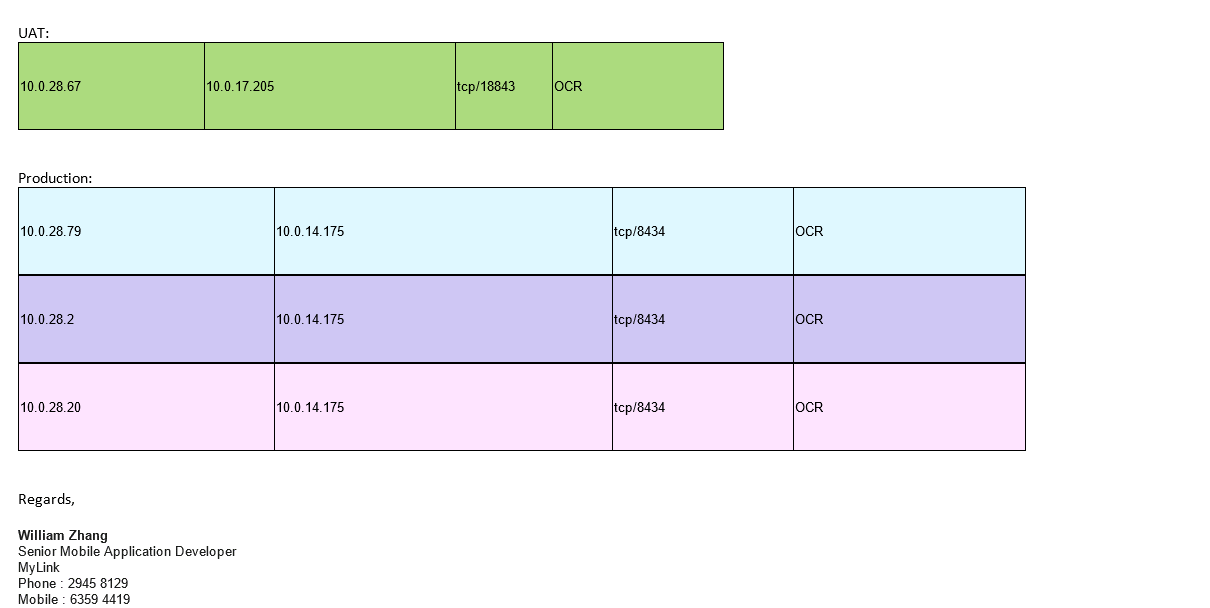 UAT:
10.0.28.67 10.0.17.205 tcp/18843 OCR
Production:
10.0.28.79 10.0.14.175 tcp/8434 OCR
10.0.28.2 10.0.14.175 tcp/8434 OCR
10.0.28.20 10.0.14.175 tcp/8434 OCR
Regards,
William Zhang
Senior Mobile Application Developer
MyLink
Phone : 2945 8129
Mobile : 6359 4419